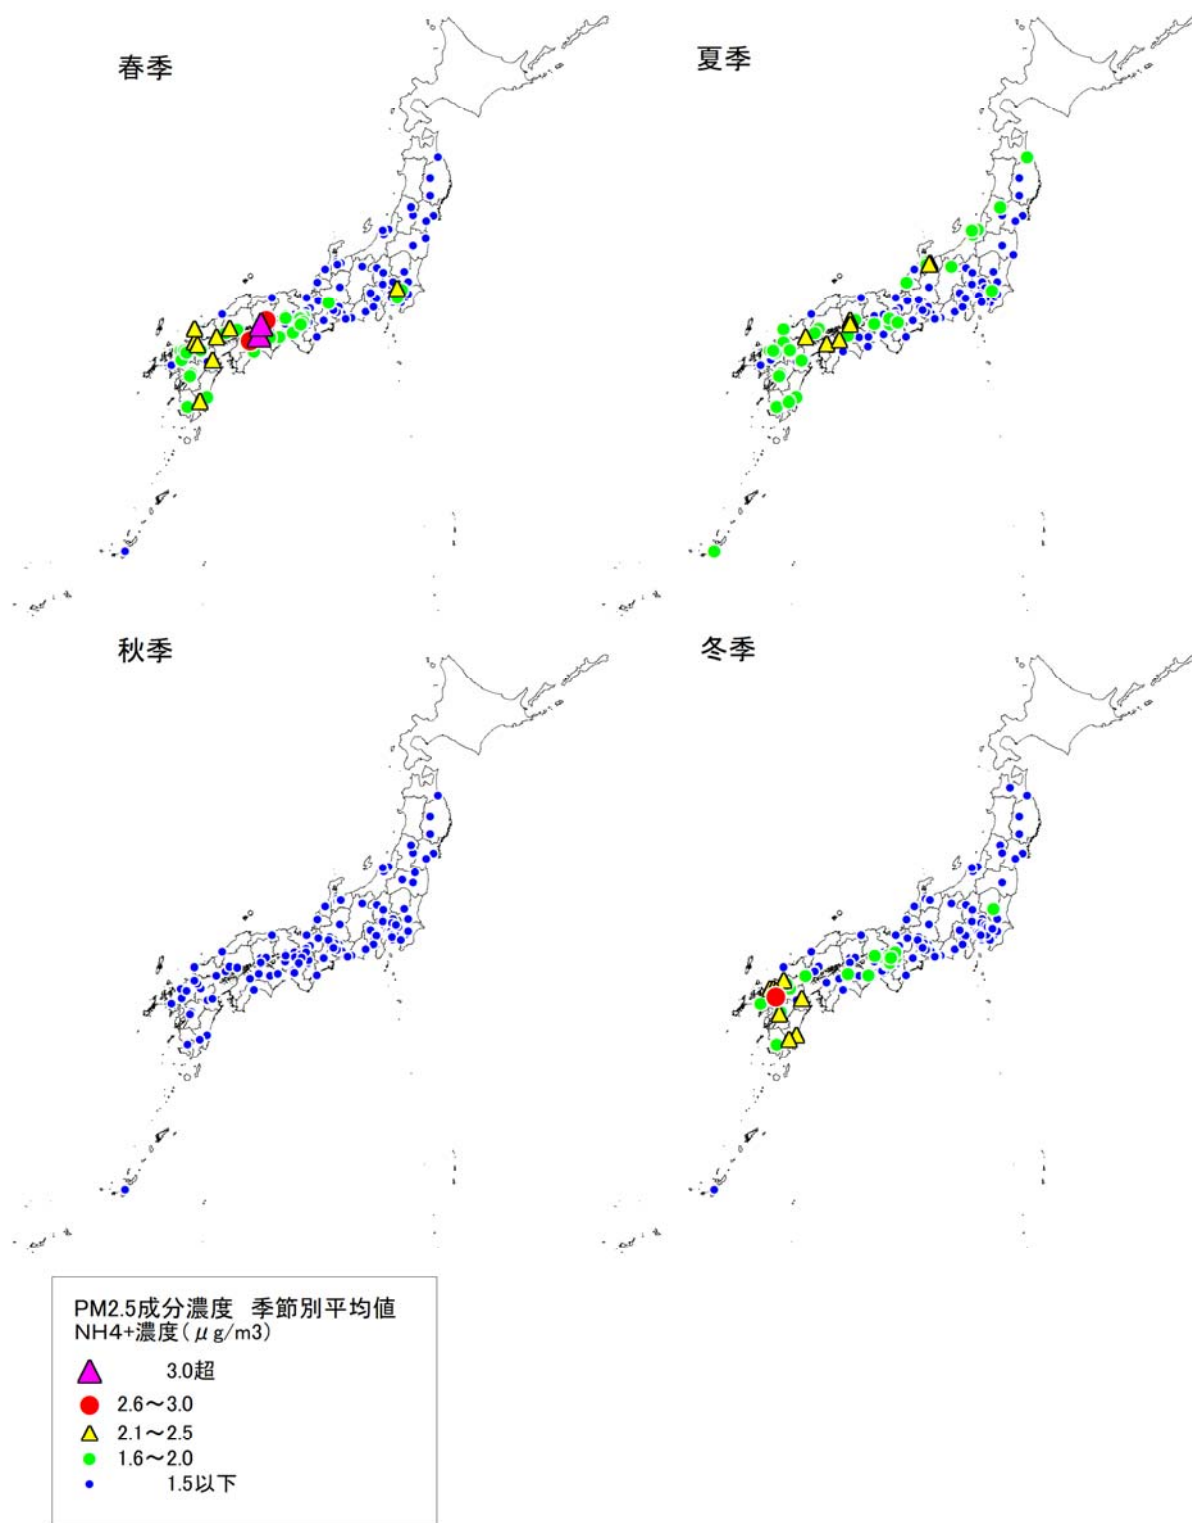 春季
夏季
秋季
冬季
PM2.5成分濃度 季節別平均値
NH4+濃度(μg/m3)
3.0超
2.6～3.0
2.1～2.5
1.6～2.0
1.5以下